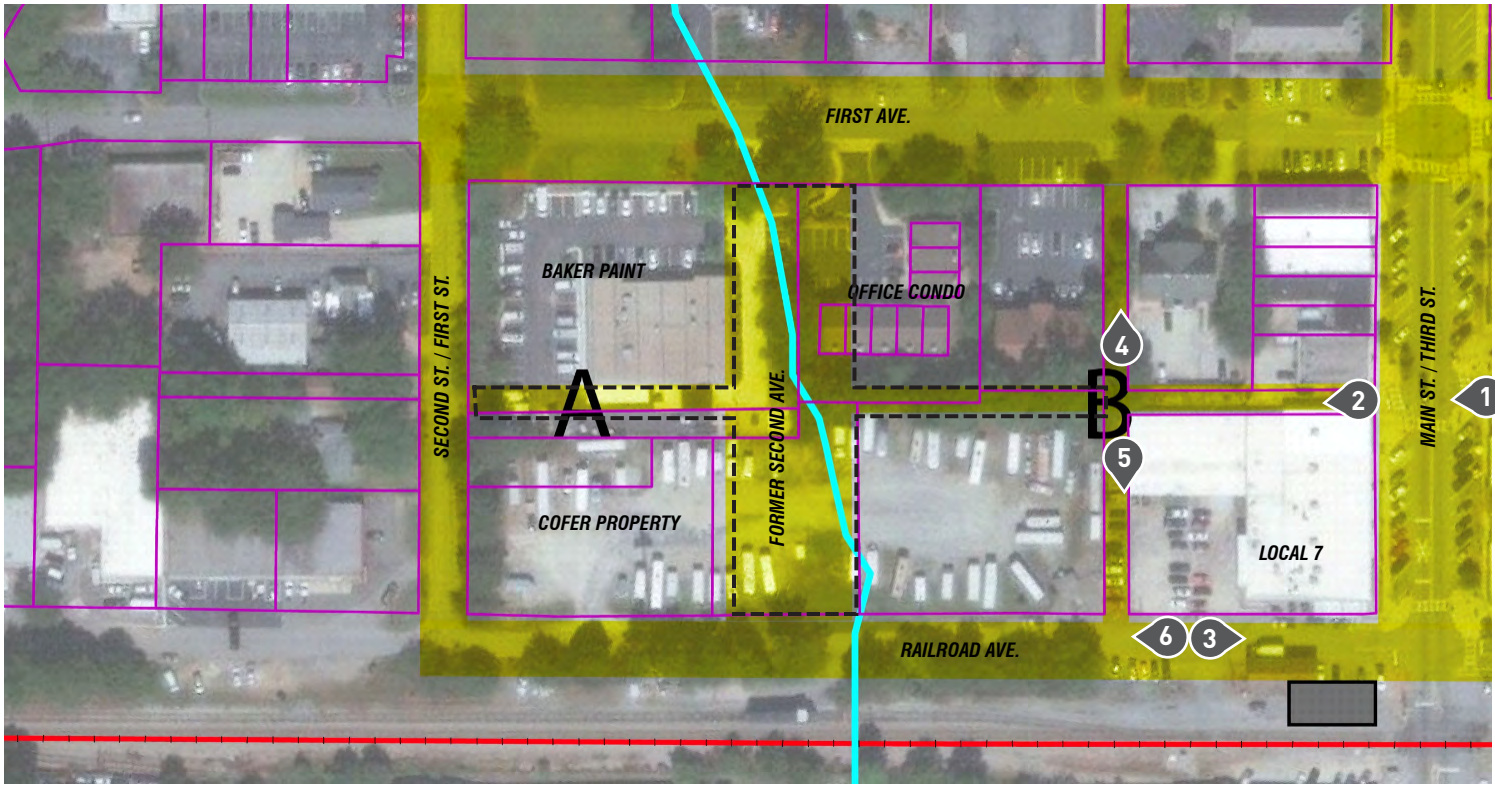 FIRST AVE.
BAKER PAINT
OFFICE CONDO
SECOND ST. / FIRST ST.
FORMER SECOND AVE.
MAIN ST. / THIRD ST.
4
A
B
2
1
5
COFER PROPERTY
LOCAL 7
6
3
RAILROAD AVE.